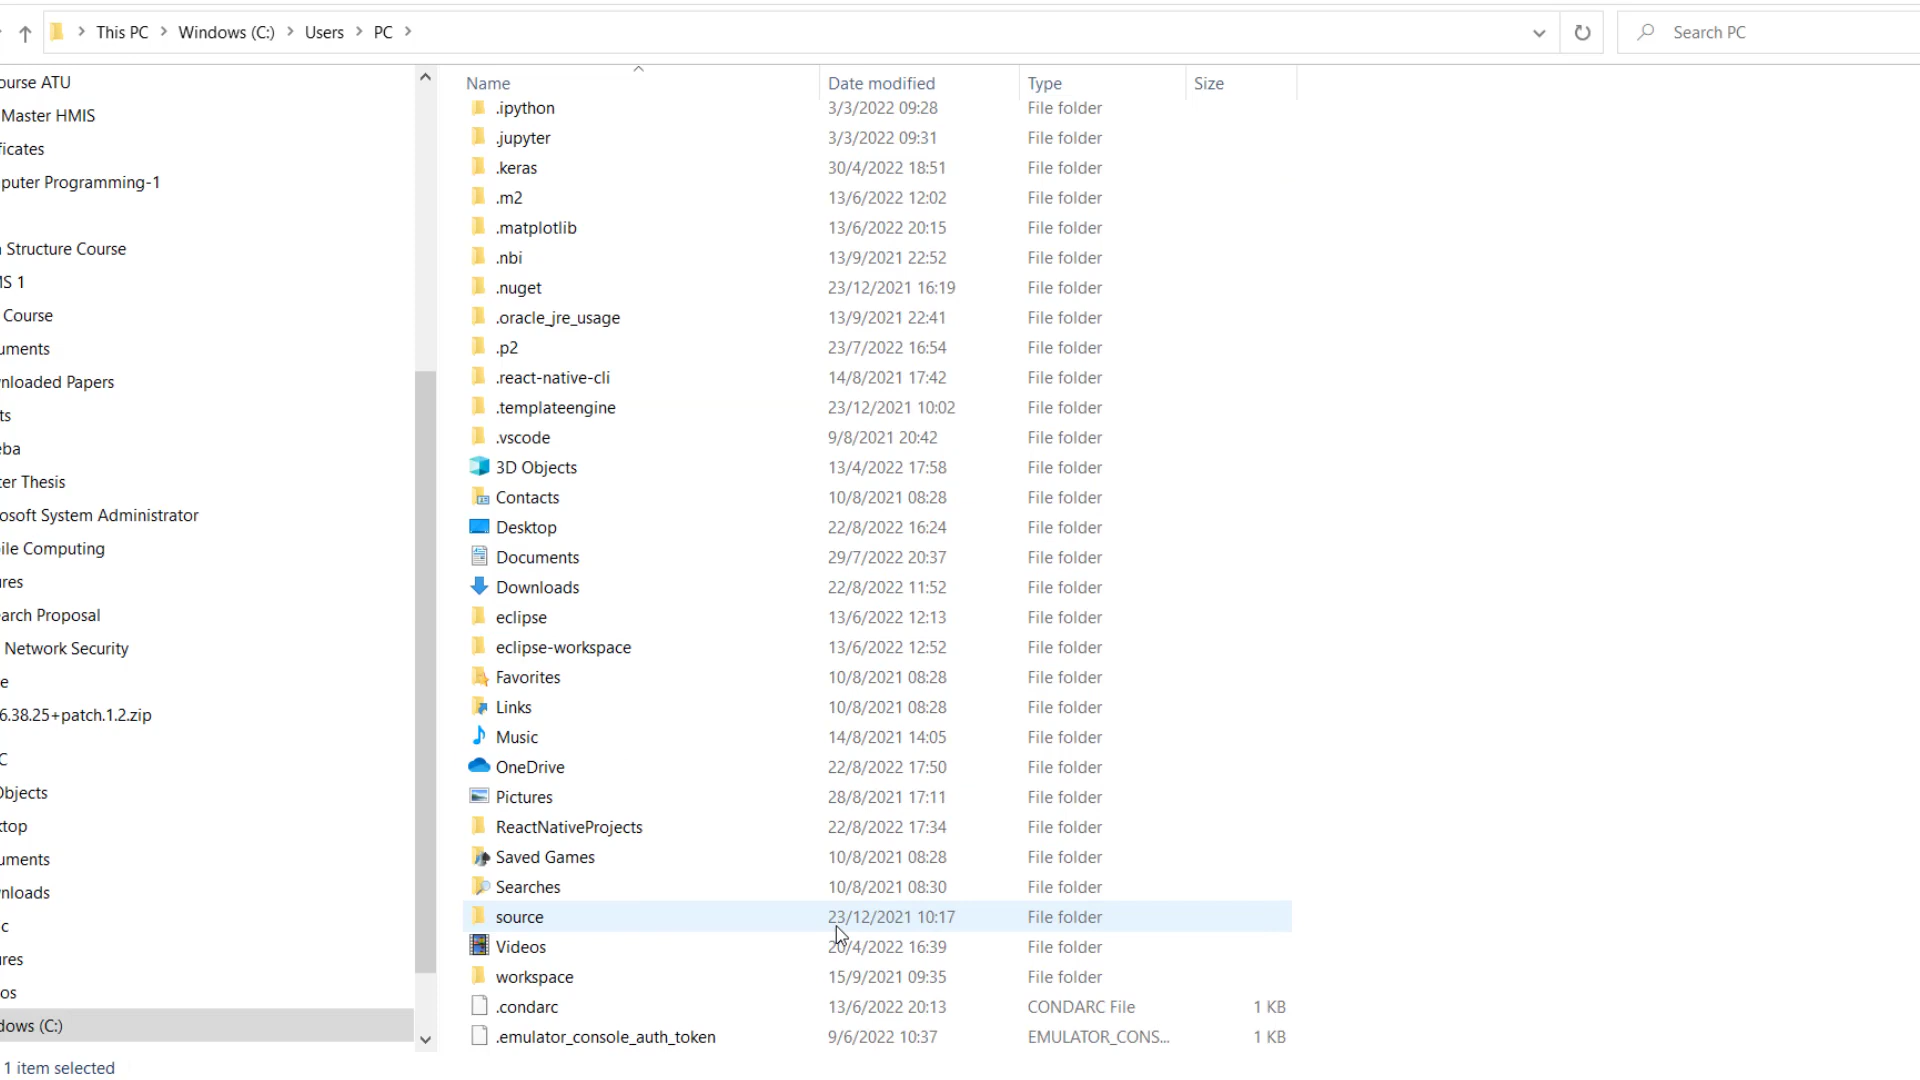 This PC > Windows (C:) > Users > PC >
Search PC
ourse ATU
Master HMIS
ficates
puter Programming-1
Structure Course
MS 1
Course
uments
nloaded Papers
ts
eba
ter Thesis
osoft System Administrator
ile Computing
ures
earch Proposal
Network Security
e
6.38.25+patch.1.2.zip
C
Objects
ktop
uments
nloads
ic
ures
os
dows (C:)
1 item selected
Name Date modified Type Size
.ipython 3/3/2022 09:28 File folder
.jupyter 3/3/2022 09:31 File folder
.keras 30/4/2022 18:51 File folder
.m2 13/6/2022 12:02 File folder
.matplotlib 13/6/2022 20:15 File folder
.nbi 13/9/2021 22:52 File folder
.nuget 23/12/2021 16:19 File folder
.oracle_jre_usage 13/9/2021 22:41 File folder
.p2 23/7/2022 16:54 File folder
.react-native-cli 14/8/2021 17:42 File folder
.templateengine 23/12/2021 10:02 File folder
.vscode 9/8/2021 20:42 File folder
3D Objects 13/4/2022 17:58 File folder
Contacts 10/8/2021 08:28 File folder
Desktop 22/8/2022 16:24 File folder
Documents 29/7/2022 20:37 File folder
Downloads 22/8/2022 11:52 File folder
eclipse 13/6/2022 12:13 File folder
eclipse-workspace 13/6/2022 12:52 File folder
Favorites 10/8/2021 08:28 File folder
Links 10/8/2021 08:28 File folder
Music 14/8/2021 14:05 File folder
OneDrive 22/8/2022 17:50 File folder
Pictures 28/8/2021 17:11 File folder
ReactNativeProjects 22/8/2022 17:34 File folder
Saved Games 10/8/2021 08:28 File folder
Searches 10/8/2021 08:30 File folder
source 23/12/2021 10:17 File folder
Videos 20/4/2022 16:39 File folder
workspace 15/9/2021 09:35 File folder
.condarc 13/6/2022 20:13 CONDARC File 1 KB
.emulator_console_auth_token 9/6/2022 10:37 EMULATOR_CONS... 1 KB